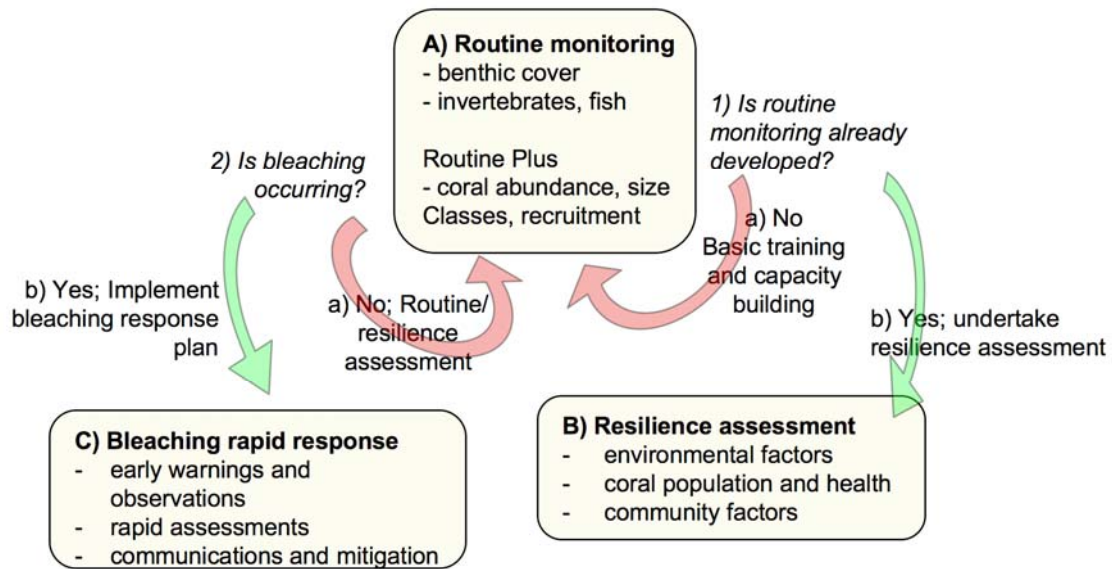 A) Routine monitoring
- benthic cover
- invertebrates, fish
Routine Plus
- coral abundance, size
Classes, recruitment
1) Is routine
monitoring already
developed?
a) No
Basic training
and capacity
building
b) Yes; undertake
resilience assessment
2) Is bleaching
occurring?
a) No; Routine/
resilience
assessment
b) Yes; Implement
bleaching response
plan
C) Bleaching rapid response
- early warnings and
observations
- rapid assessments
- communications and mitigation
B) Resilience assessment
- environmental factors
- coral population and health
- community factors